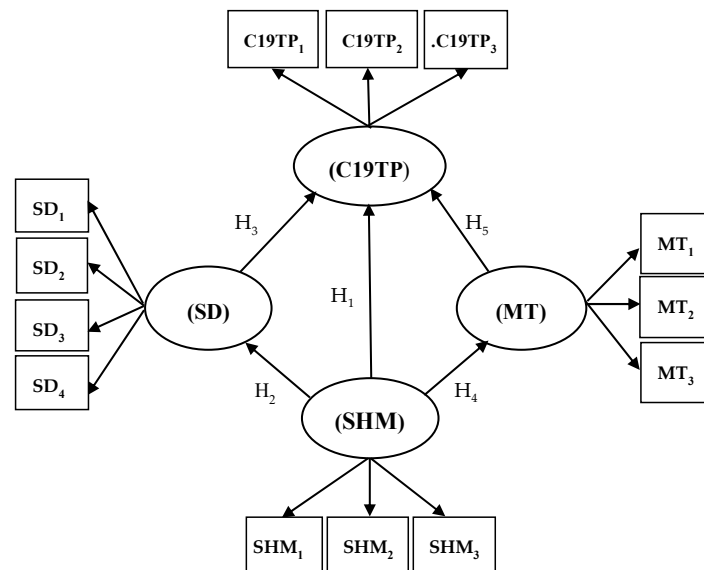 C19TP₁ C19TP₂ .C19TP₃
(C19TP)
SD₁
SD₂
SD₃
SD₄
H₃
H₅
MT₁
MT₂
MT₃
(SD)
H₁
(MT)
H₂
H₄
(SHM)
SHM₁ SHM₂ SHM₃